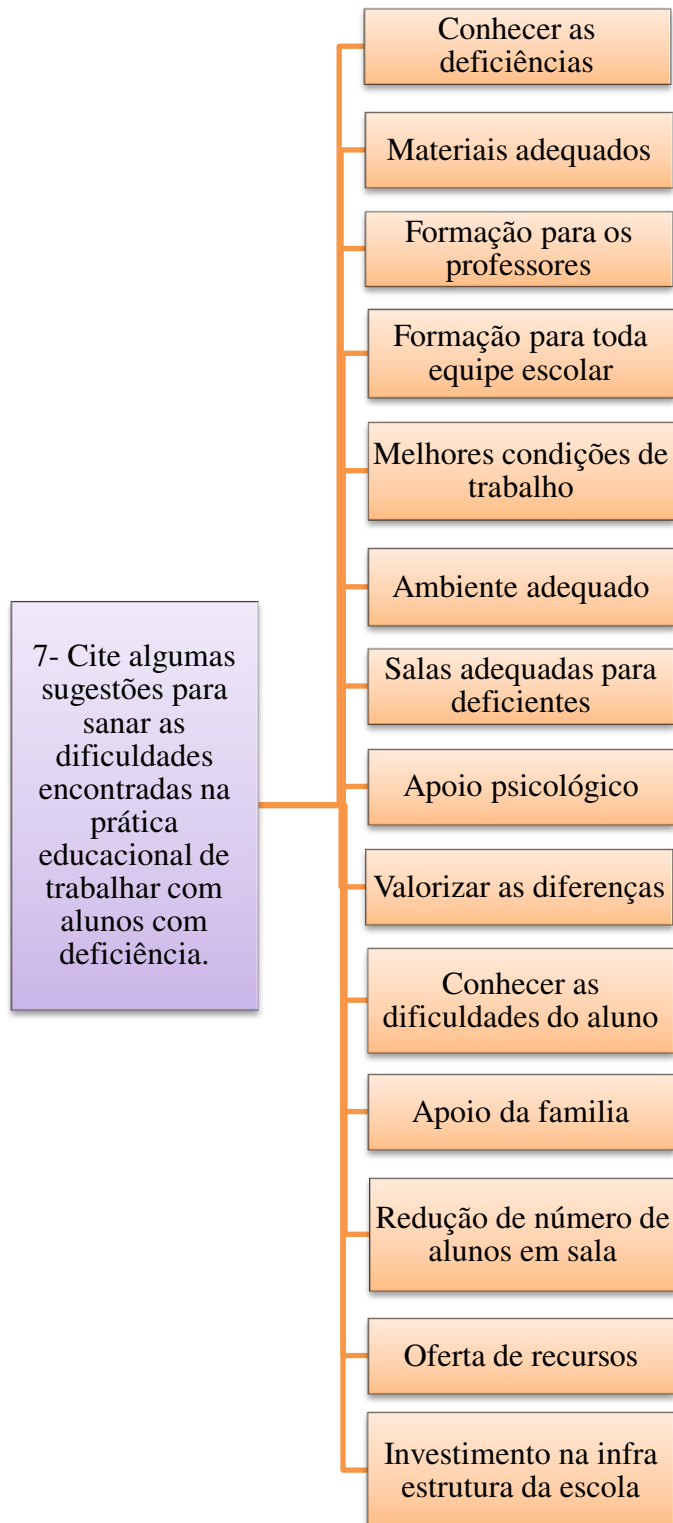 Conhecer as
deficiências
Materiais adequados
Formação para os
professores
Formação para toda
equipe escolar
Melhores condições de
trabalho
Ambiente adequado
7- Cite algumas
sugestões para
sanar as
dificuldades
encontradas na
prática
educacional de
trabalhar com
alunos com
deficiência.
Salas adequadas para
deficientes
Apoio psicológico
Valorizar as diferenças
Conhecer as
dificuldades do aluno
Apoio da familia
Redução de número de
alunos em sala
Oferta de recursos
Investimento na infra
estrutura da escola